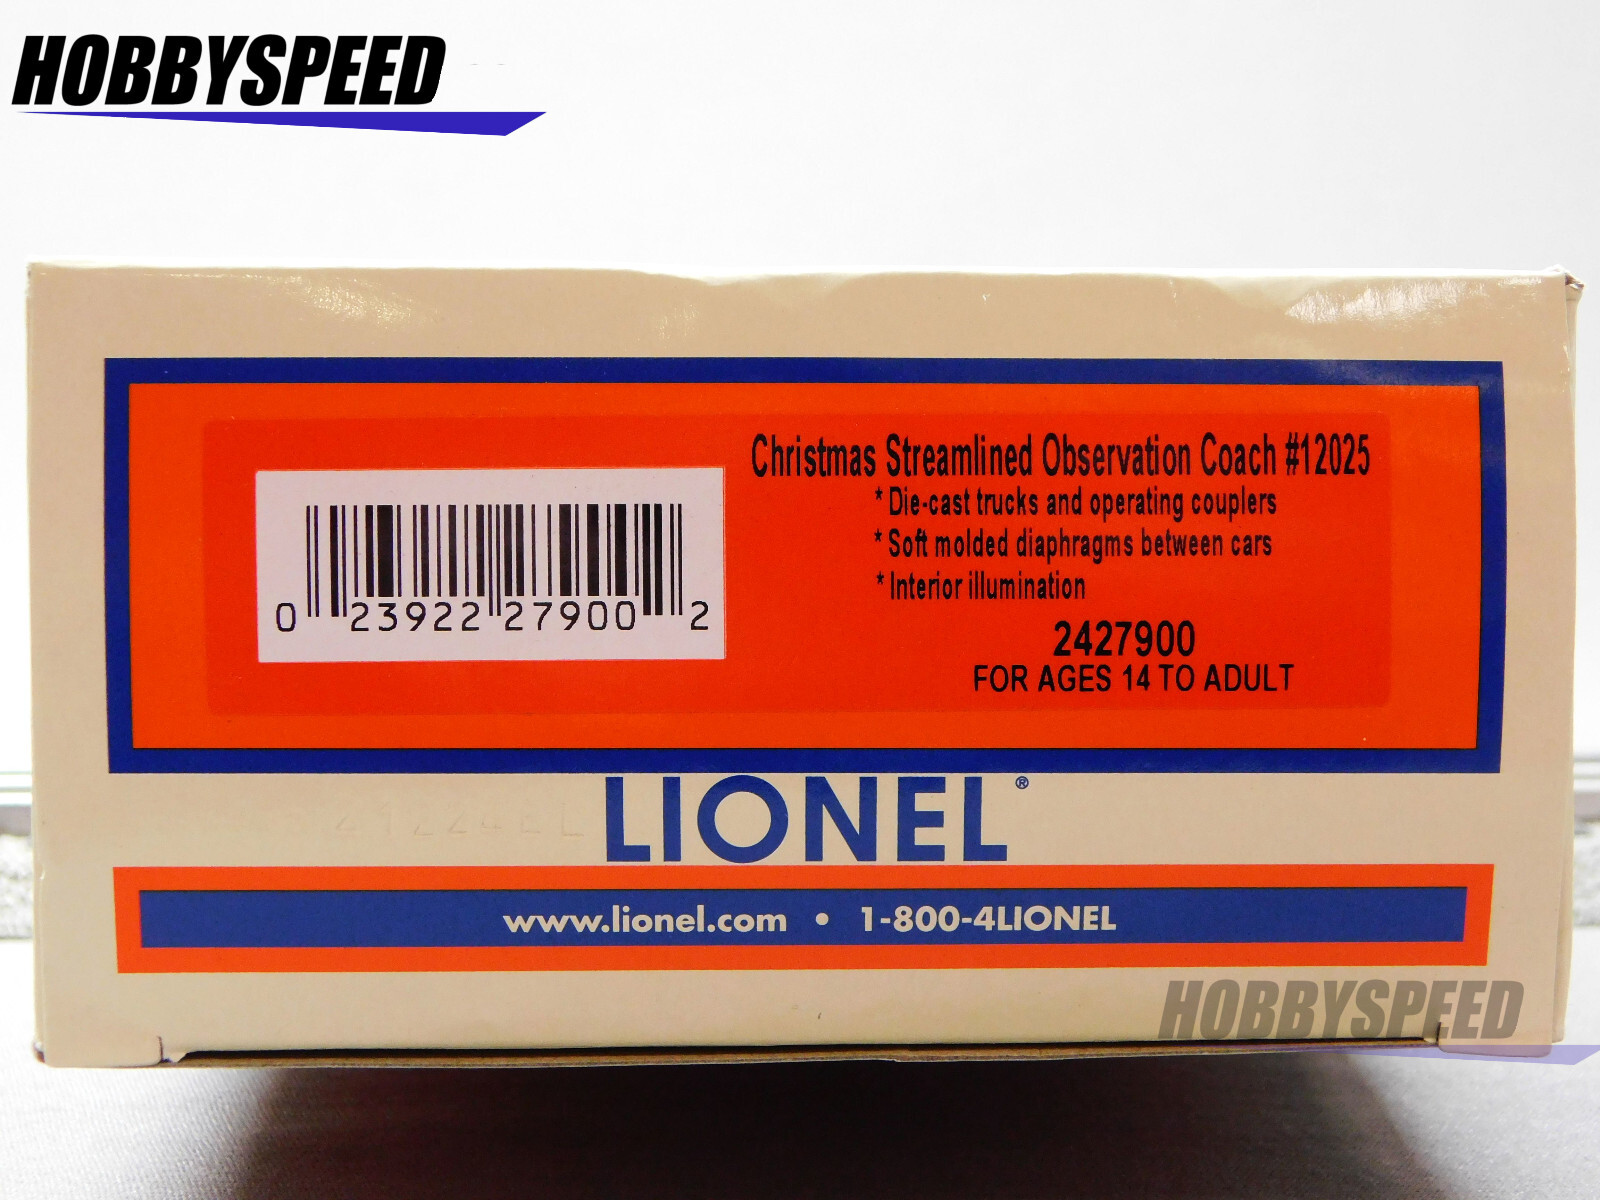 HOBBYSPEED
Christmas Streamlined Observation Coach #12025
* Die-cast trucks and operating couplers
* Soft molded diaphragms between cars
* Interior illumination
2427900
FOR AGES 14 TO ADULT
0 23922 27900 2
LIONEL®
www.lionel.com • 1-800-4LIONEL
HOBBYSPEED